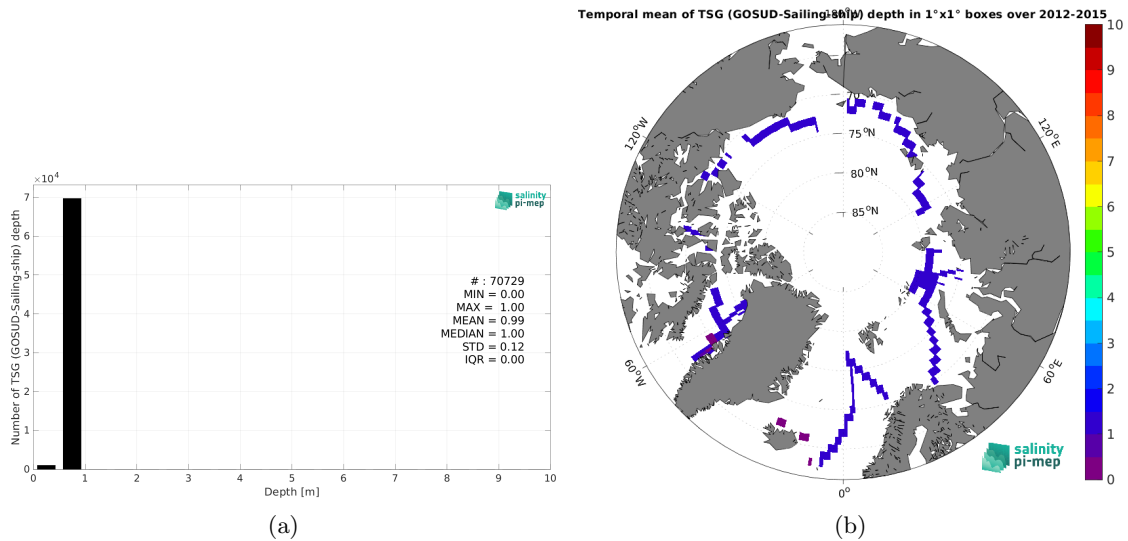 Temporal mean of TSG (GOSUD-Sailing-ship) depth in 1°x1° boxes over 2012-2015
×10⁴
7
6
5
4
3
2
1
0
Number of TSG (GOSUD-Sailing-ship) depth
0 1 2 3 4 5 6 7 8 9 10
Depth [m]
salinity
pi-mep
# : 70729
MIN = 0.00
MAX = 1.00
MEAN = 0.99
MEDIAN = 1.00
STD = 0.12
IQR = 0.00
(a)
120°W
75°N
80°N
85°N
120°E
60°W
60°E
0°
salinity
pi-mep
10
9
8
7
6
5
4
3
2
1
0
(b)